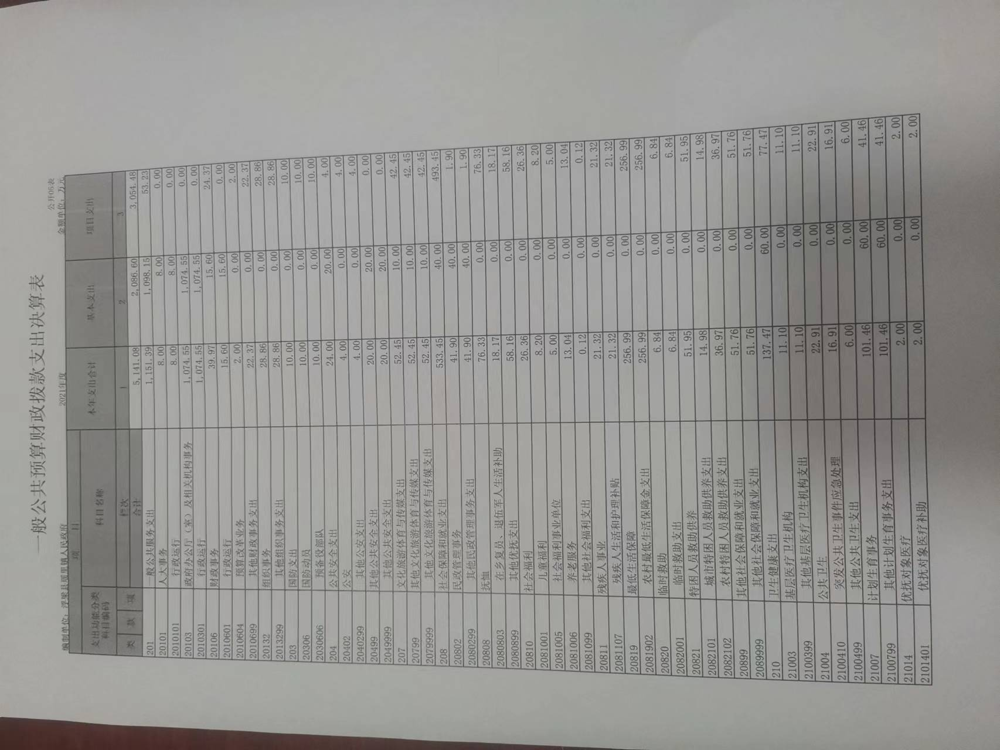 一般公共预算财政拨款支出决算表
公开05表
编制单位：浮梁县瑶里镇人民政府 2021年度 金额单位：万元
项 目 本年支出合计 基本支出 项目支出
支出功能分类科目编码 科目名称
类 款 项 栏次 1 2 3
合计 5,141.08 2,086.60 3,054.48
201 一般公共服务支出 1,151.39 1,098.15 53.23
20101 人大事务 8.00 8.00 0.00
2010101 行政运行 8.00 8.00 0.00
20103 政府办公厅（室）及相关机构事务 1,074.55 1,074.55 0.00
2010301 行政运行 1,074.55 1,074.55 0.00
20106 财政事务 39.97 15.60 24.37
2010601 行政运行 15.60 15.60 0.00
2010604 预算改革业务 2.00 0.00 2.00
2010699 其他财政事务支出 22.37 0.00 22.37
20132 组织事务 28.86 0.00 28.86
2013299 其他组织事务支出 28.86 0.00 28.86
203 国防支出 10.00 0.00 10.00
20306 国防动员 10.00 0.00 10.00
2030606 预备役部队 10.00 0.00 10.00
204 公共安全支出 24.00 20.00 4.00
20402 公安 4.00 0.00 4.00
2040299 其他公安支出 4.00 0.00 4.00
20499 其他公共安全支出 20.00 20.00 0.00
2049999 其他公共安全支出 20.00 20.00 0.00
207 文化旅游体育与传媒支出 52.45 10.00 42.45
20799 其他文化旅游体育与传媒支出 52.45 10.00 42.45
2079999 其他文化旅游体育与传媒支出 52.45 10.00 42.45
208 社会保障和就业支出 533.45 40.00 493.45
20802 民政管理事务 41.90 40.00 1.90
2080299 其他民政管理事务支出 41.90 40.00 1.90
20808 抚恤 76.33 0.00 76.33
2080803 在乡复员、退伍军人生活补助 18.17 0.00 18.17
2080899 其他优抚支出 58.16 0.00 58.16
20810 社会福利 26.36 0.00 26.36
2081001 儿童福利 8.20 0.00 8.20
2081005 社会福利事业单位 5.00 0.00 5.00
2081006 养老服务 13.04 0.00 13.04
2081099 其他社会福利支出 0.12 0.00 0.12
20811 残疾人事业 21.32 0.00 21.32
2081107 残疾人生活和护理补贴 21.32 0.00 21.32
20819 最低生活保障 256.99 0.00 256.99
2081902 农村最低生活保障金支出 256.99 0.00 256.99
20820 临时救助 6.84 0.00 6.84
2082001 临时救助支出 6.84 0.00 6.84
20821 特困人员救助供养 51.95 0.00 51.95
2082101 城市特困人员救助供养支出 14.98 0.00 14.98
2082102 农村特困人员救助供养支出 36.97 0.00 36.97
20899 其他社会保障和就业支出 51.76 0.00 51.76
2089999 其他社会保障和就业支出 51.76 0.00 51.76
210 卫生健康支出 137.47 60.00 77.47
21003 基层医疗卫生机构 11.10 0.00 11.10
2100399 其他基层医疗卫生机构支出 11.10 0.00 11.10
21004 公共卫生 22.91 0.00 22.91
2100410 突发公共卫生事件应急处理 16.91 0.00 16.91
2100499 其他公共卫生支出 6.00 0.00 6.00
21007 计划生育事务 101.46 60.00 41.46
2100799 其他计划生育事务支出 101.46 60.00 41.46
21014 优抚对象医疗 2.00 0.00 2.00
2101401 优抚对象医疗补助 2.00 0.00 2.00